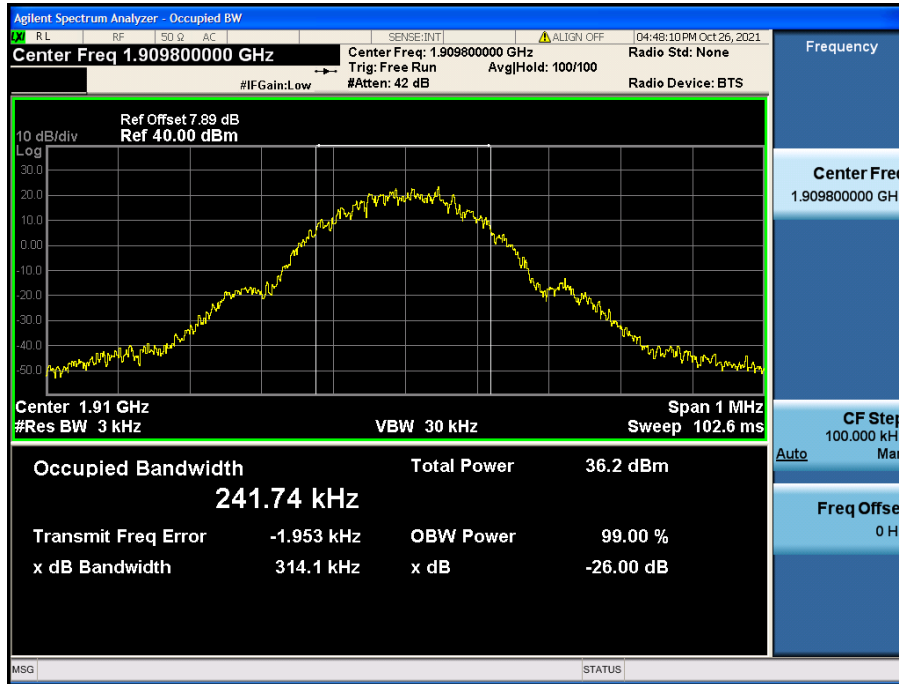 Agilent Spectrum Analyzer - Occupied BW
LXI RL RF 50 Ω AC SENSE:INT ALIGN OFF 04:48:10 PM Oct 26, 2021
Center Freq 1.909800000 GHz
Center Freq: 1.909800000 GHz
Radio Std: None
Trig: Free Run Avg|Hold: 100/100
#IFGain:Low #Atten: 42 dB Radio Device: BTS
Ref Offset 7.89 dB
10 dB/div Ref 40.00 dBm
Log
30.0
20.0
10.0
0.00
-10.0
-20.0
-30.0
-40.0
-50.0
Center 1.91 GHz Span 1 MHz
#Res BW 3 kHz VBW 30 kHz Sweep 102.6 ms
Occupied Bandwidth Total Power 36.2 dBm
241.74 kHz
Transmit Freq Error -1.953 kHz OBW Power 99.00 %
x dB Bandwidth 314.1 kHz x dB -26.00 dB
MSG STATUS
Frequency
Center Fre
1.909800000 GH
CF Step
100.000 kH
Auto Ma
Freq Offse
0 H